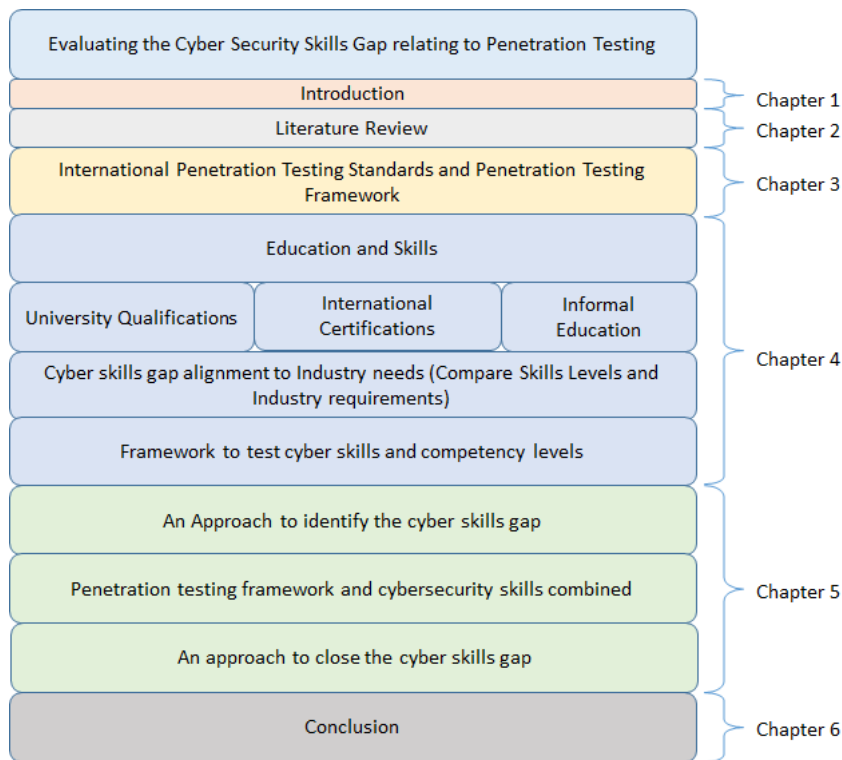 Evaluating the Cyber Security Skills Gap relating to Penetration Testing
Introduction
Chapter 1
Literature Review
Chapter 2
International Penetration Testing Standards and Penetration Testing
Framework
Chapter 3
Education and Skills
University Qualifications
International
Certifications
Informal
Education
Cyber skills gap alignment to Industry needs (Compare Skills Levels and
Industry requirements)
Framework to test cyber skills and competency levels
Chapter 4
An Approach to identify the cyber skills gap
Penetration testing framework and cybersecurity skills combined
An approach to close the cyber skills gap
Chapter 5
Conclusion
Chapter 6